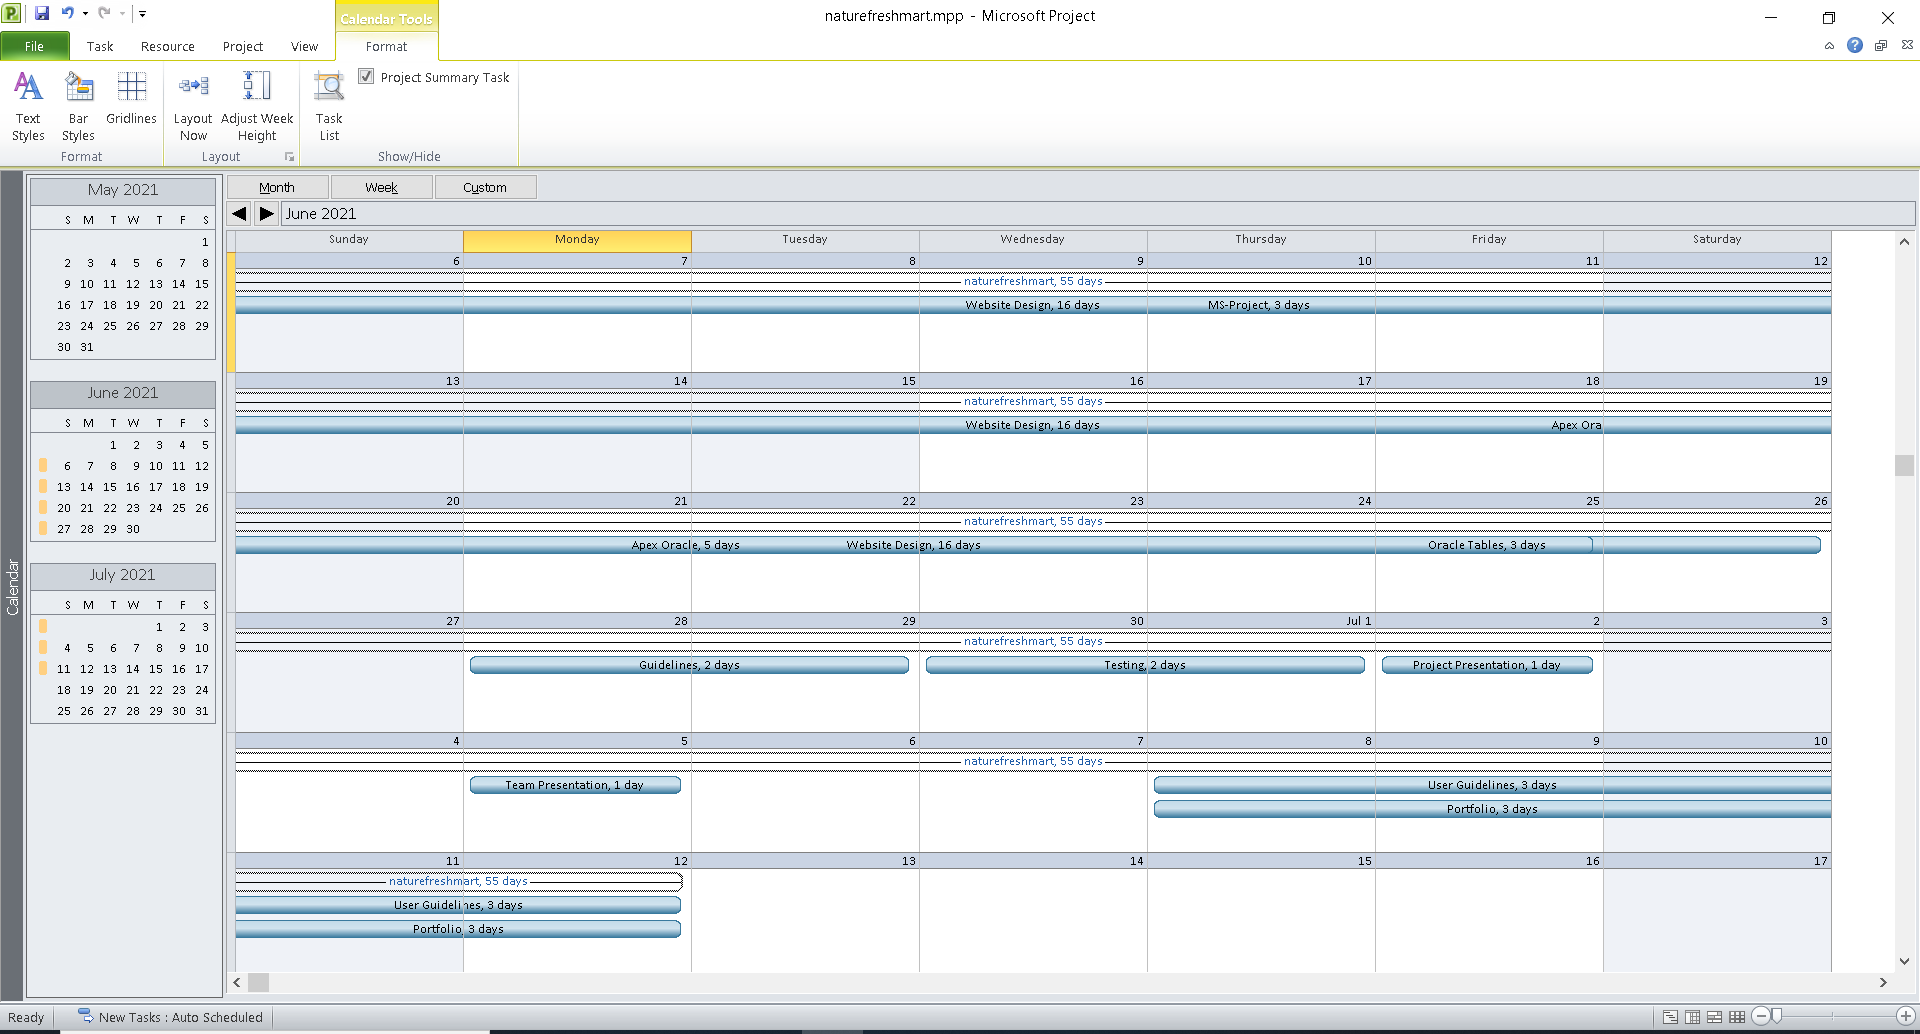 naturefreshmart.mpp - Microsoft Project
Calendar Tools
File Task Resource Project View Format
Text Styles
Bar Styles
Gridlines
Layout Now
Adjust Week Height
Task List
Project Summary Task
Format Layout Show/Hide
Calendar
May 2021
S M T W T F S
1
2 3 4 5 6 7 8
9 10 11 12 13 14 15
16 17 18 19 20 21 22
23 24 25 26 27 28 29
30 31
June 2021
S M T W T F S
1 2 3 4 5
6 7 8 9 10 11 12
13 14 15 16 17 18 19
20 21 22 23 24 25 26
27 28 29 30
July 2021
S M T W T F S
1 2 3
4 5 6 7 8 9 10
11 12 13 14 15 16 17
18 19 20 21 22 23 24
25 26 27 28 29 30 31
Month Week Custom
June 2021
Sunday Monday Tuesday Wednesday Thursday Friday Saturday
6 7 8 9 10 11 12
naturefreshmart, 55 days
Website Design, 16 days MS-Project, 3 days
13 14 15 16 17 18 19
naturefreshmart, 55 days
Website Design, 16 days Apex Ora
20 21 22 23 24 25 26
naturefreshmart, 55 days
Apex Oracle, 5 days Website Design, 16 days Oracle Tables, 3 days
27 28 29 30 Jul 1 2 3
naturefreshmart, 55 days
Guidelines, 2 days Testing, 2 days Project Presentation, 1 day
4 5 6 7 8 9 10
naturefreshmart, 55 days
Team Presentation, 1 day User Guidelines, 3 days
Portfolio, 3 days
11 12 13 14 15 16 17
naturefreshmart, 55 days
User Guidelines, 3 days
Portfolio, 3 days
Ready New Tasks : Auto Scheduled